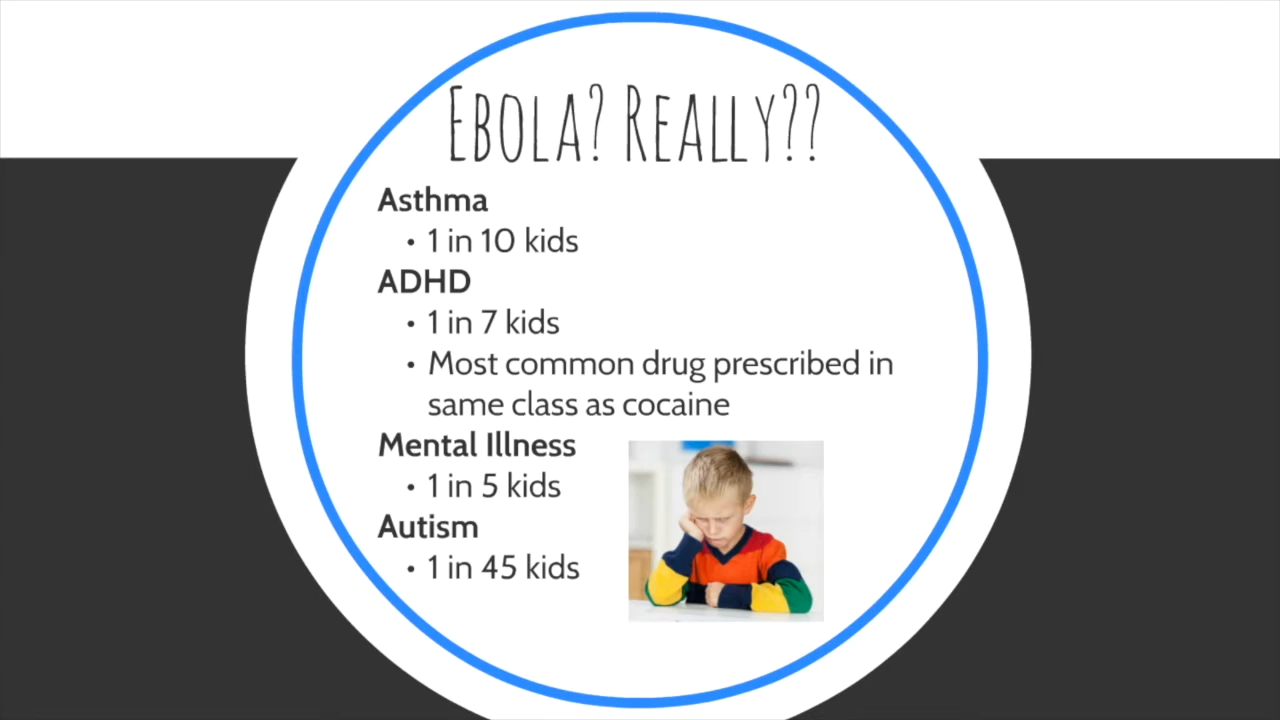 EBOLA? REALLY??
Asthma
• 1 in 10 kids
ADHD
• 1 in 7 kids
• Most common drug prescribed in
same class as cocaine
Mental Illness
• 1 in 5 kids
Autism
• 1 in 45 kids